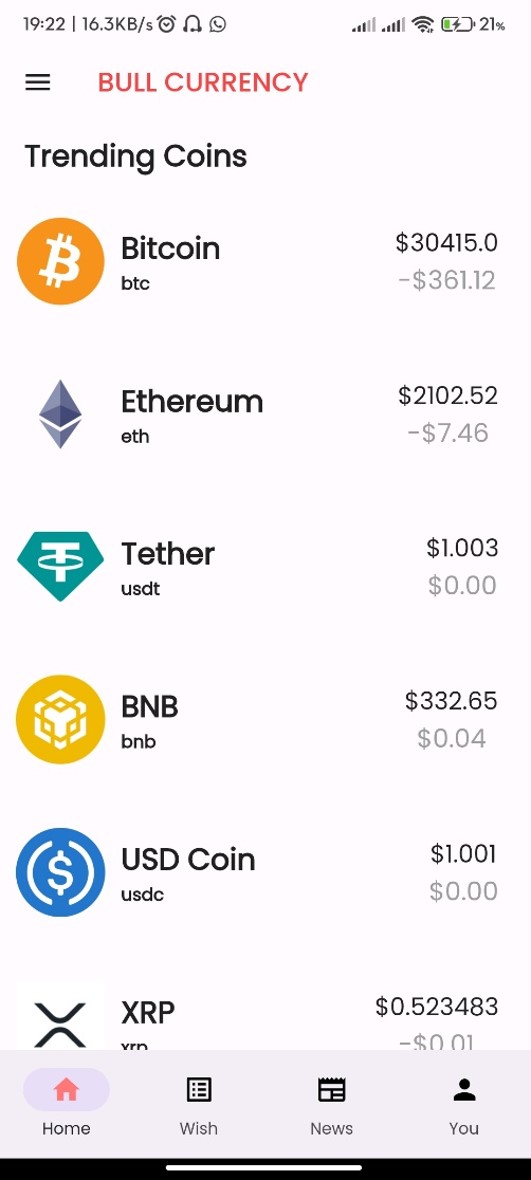 19:22 | 16.3KB/s 21%
BULL CURRENCY
Trending Coins
Bitcoin $30415.0
btc -$361.12
Ethereum $2102.52
eth -$7.46
Tether $1.003
usdt $0.00
BNB $332.65
bnb $0.04
USD Coin $1.001
usdc $0.00
XRP $0.523483
xrp -$0.01
Home Wish News You